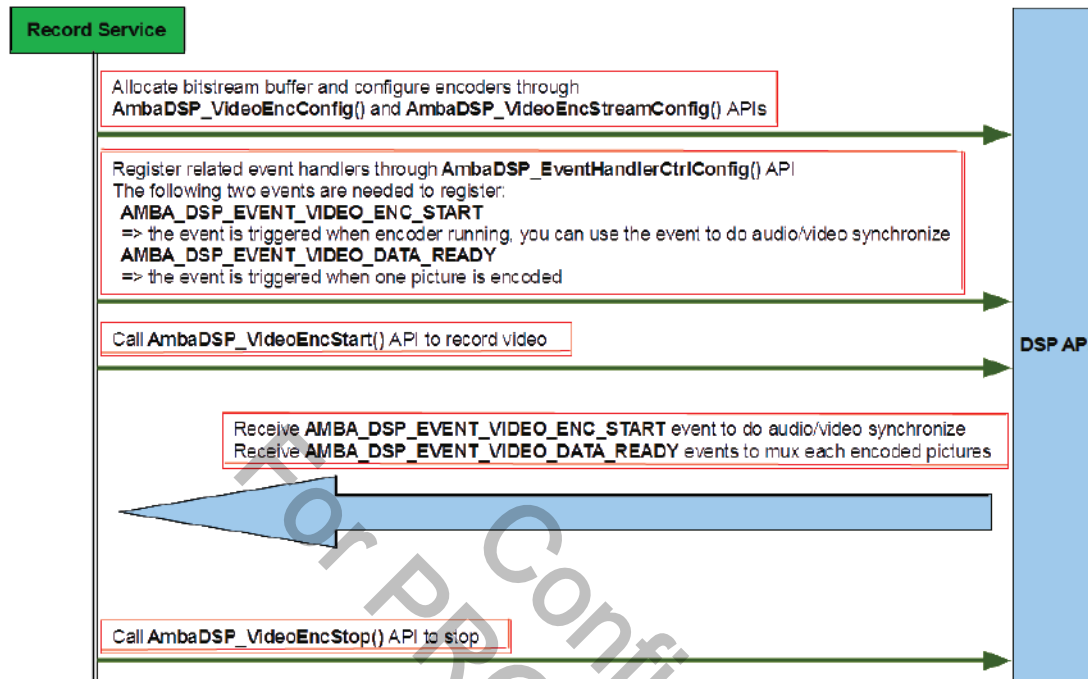 Record Service
Allocate bitstream buffer and configure encoders through
AmbaDSP_VideoEncConfig() and AmbaDSP_VideoEncStreamConfig() APIs
Register related event handlers through AmbaDSP_EventHandlerCtrlConfig() API
The following two events are needed to register:
AMBA_DSP_EVENT_VIDEO_ENC_START
=> the event is triggered when encoder running, you can use the event to do audio/video synchronize
AMBA_DSP_EVENT_VIDEO_DATA_READY
=> the event is triggered when one picture is encoded
Call AmbaDSP_VideoEncStart() API to record video
DSP AP
Receive AMBA_DSP_EVENT_VIDEO_ENC_START event to do audio/video synchronize
Receive AMBA_DSP_EVENT_VIDEO_DATA_READY events to mux each encoded pictures
Call AmbaDSP_VideoEncStop() API to stop
Confi
For PRO